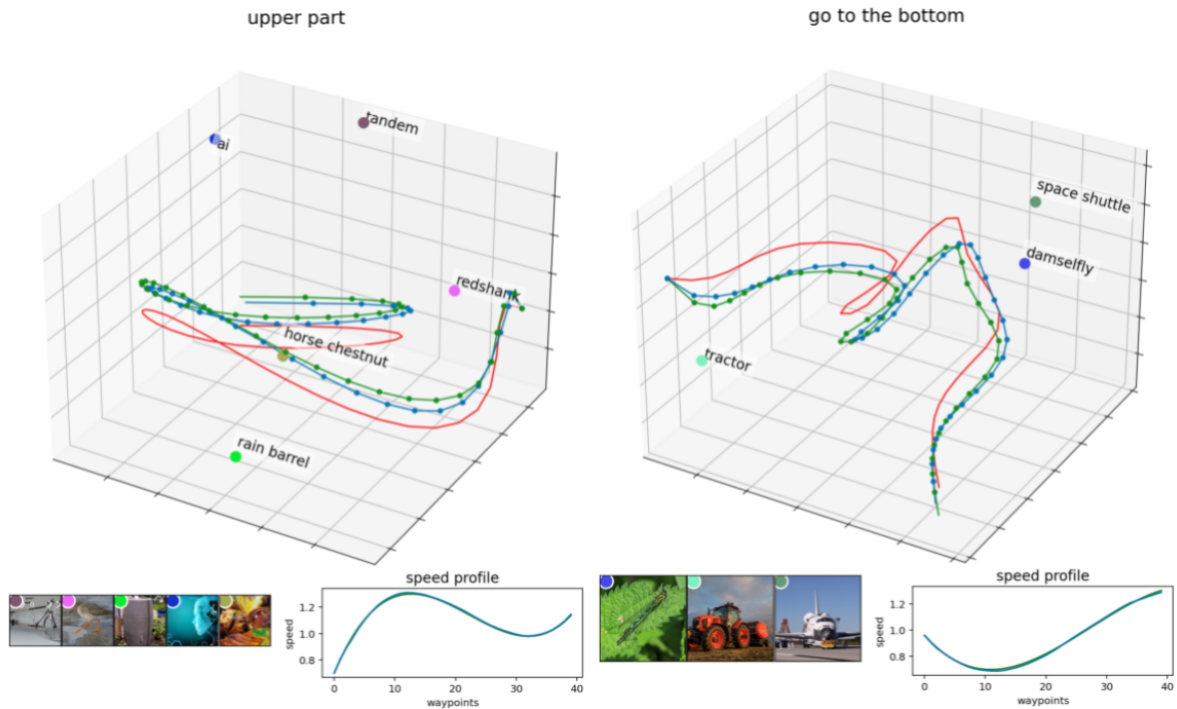 upper part
go to the bottom
tandem
ai
redshank
horse chestnut
rain barrel
space shuttle
damselfly
tractor
speed profile
speed
1.2
1.0
0.8
0 10 20 30 40
waypoints
speed profile
speed
1.2
1.0
0.8
0 10 20 30 40
waypoints